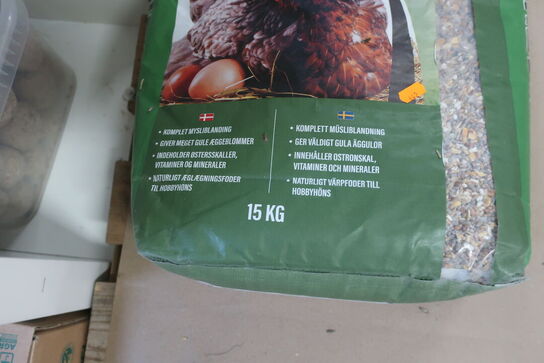 • KOMPLET MYSLIBLANDING
• GIVER MEGET GULE ÆGGEBLOMMER
• INDEHOLDER ØSTERSSKALLER,
VITAMINER OG MINERALER
• NATURLIGT ÆGLÆGNINGSFODER
TIL HOBBYHØNS
• KOMPLETT MÜSLIBLANDNING
• GER VÄLDIGT GULA ÄGGULOR
• INNEHÅLLER OSTRONSKAL,
VITAMINER OCH MINERALER
• NATURLIGT VÄRPFODER TILL
HOBBYHÖNS
15 KG
AGR